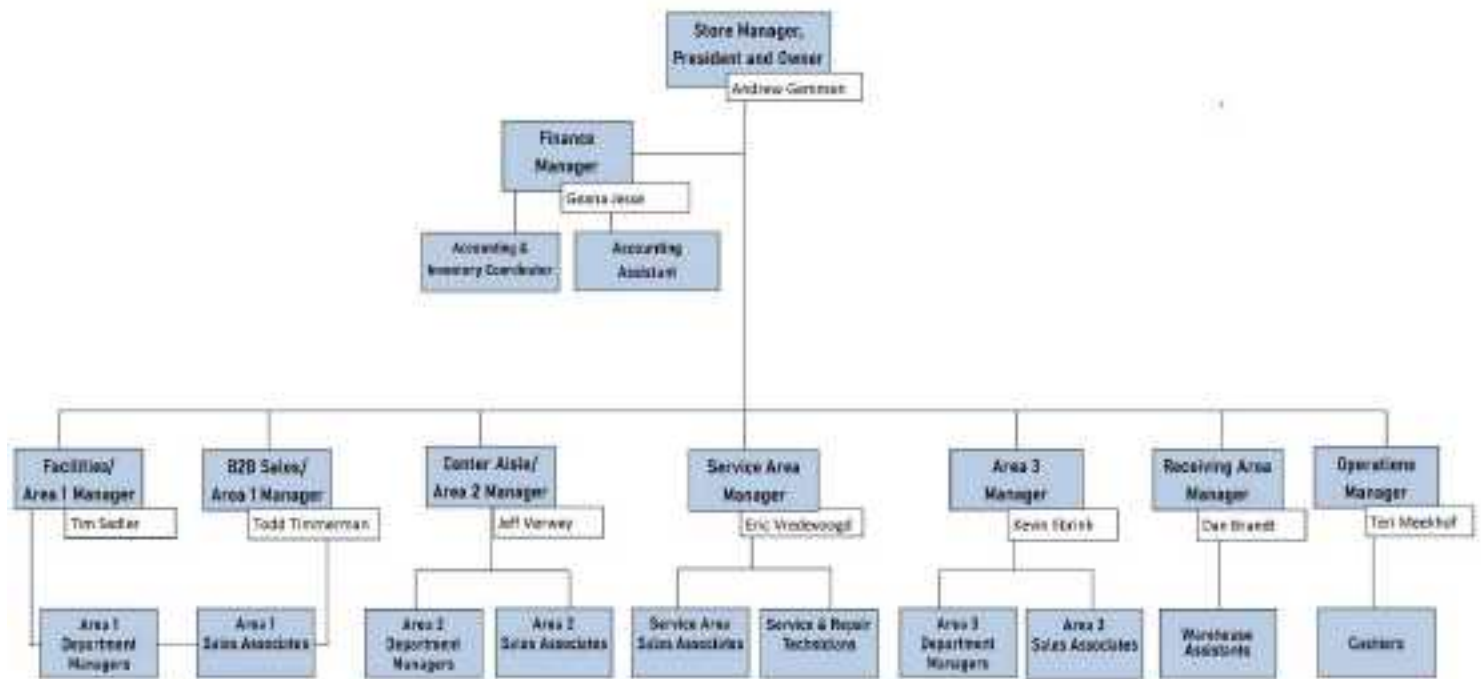 Store Manager,
President and Owner
Andrew Gemmen
Finance
Manager
Jesse
Accounting &
Inventory Coordinator
Accounting
Assistant
Facilities/
Area 1 Manager
Tim Sadler
B2B Sales/
Area 1 Manager
Todd Timmerman
Center Aisle/
Area 2 Manager
Jeff Verwey
Service Area
Manager
Eric Vredevoogd
Area 3
Manager
Kevin
Receiving Area
Manager
Dan Brandt
Operations
Manager
Teri Meekhof
Area 1
Department
Managers
Area 1
Sales Associates
Area 2
Department
Managers
Area 2
Sales Associates
Service Area
Sales Associates
Service & Repair
Technicians
Area 3
Department
Managers
Area 3
Sales Associates
Warehouse
Assistants
Cashiers